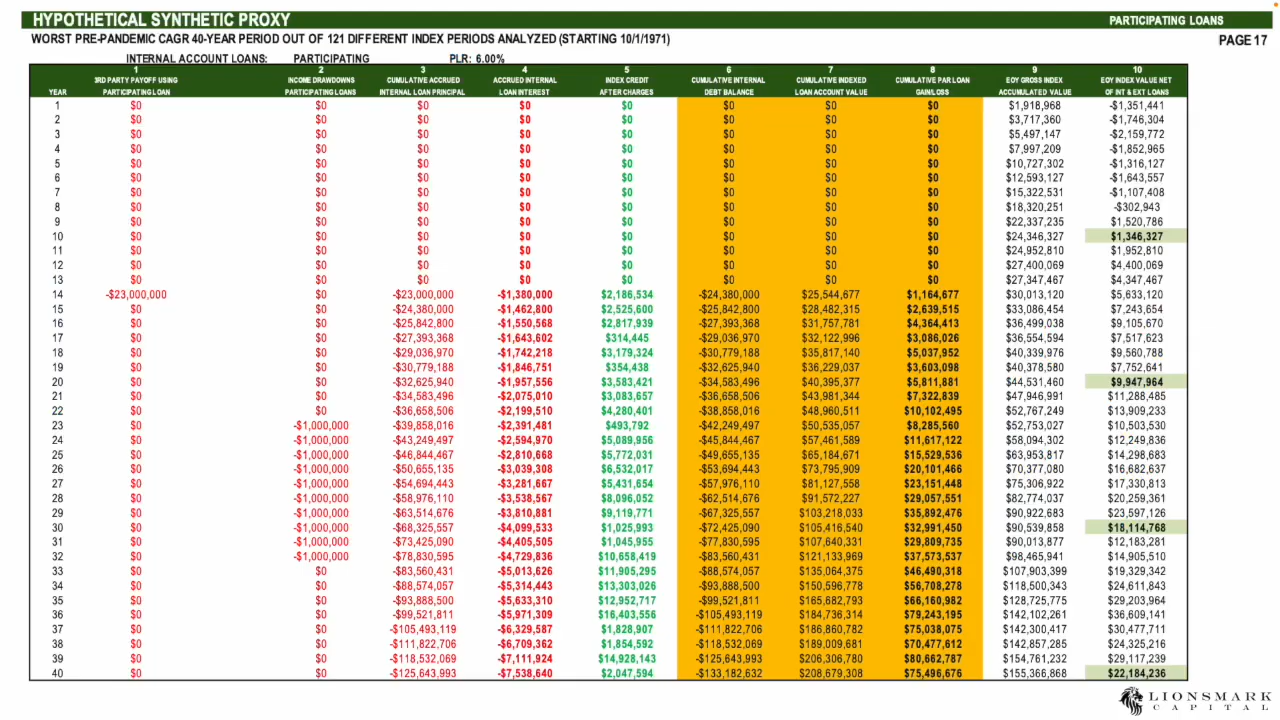 HYPOTHETICAL SYNTHETIC PROXY PARTICIPATING LOANS
WORST PRE-PANDEMIC CAGR 40-YEAR PERIOD OUT OF 121 DIFFERENT INDEX PERIODS ANALYZED (STARTING 10/1/1971) PAGE 17
INTERNAL ACCOUNT LOANS: PARTICIPATING PLR: 6.00%
1 2 3 4 5 6 7 8 9 10
3RD PARTY PAYOFF USING INCOME DRAWDOWNS CUMULATIVE ACCRUED ACCRUED INTERNAL INDEX CREDIT CUMULATIVE INTERNAL CUMULATIVE INDEXED CUMULATIVE PAR LOAN EOY GROSS INDEX EOY INDEX VALUE NET
YEAR PARTICIPATING LOAN PARTICIPATING LOANS INTERNAL LOAN PRINCIPAL LOAN INTEREST AFTER CHARGES DEBT BALANCE LOAN ACCOUNT VALUE GAIN/LOSS ACCUMULATED VALUE OF INT & EXT LOANS
1 $0 $0 $0 $0 $0 $0 $0 $0 $1,918,968 -$1,351,441
2 $0 $0 $0 $0 $0 $0 $0 $0 $3,717,360 -$1,746,304
3 $0 $0 $0 $0 $0 $0 $0 $0 $5,497,147 -$2,159,772
4 $0 $0 $0 $0 $0 $0 $0 $0 $7,997,209 -$1,852,965
5 $0 $0 $0 $0 $0 $0 $0 $0 $10,727,302 -$1,316,127
6 $0 $0 $0 $0 $0 $0 $0 $0 $12,593,127 -$1,643,557
7 $0 $0 $0 $0 $0 $0 $0 $0 $15,322,531 -$1,107,408
8 $0 $0 $0 $0 $0 $0 $0 $0 $18,320,251 -$302,943
9 $0 $0 $0 $0 $0 $0 $0 $0 $22,337,235 $1,520,786
10 $0 $0 $0 $0 $0 $0 $0 $0 $24,346,327 $1,346,327
11 $0 $0 $0 $0 $0 $0 $0 $0 $24,952,810 $1,952,810
12 $0 $0 $0 $0 $0 $0 $0 $0 $27,400,069 $4,400,069
13 $0 $0 $0 $0 $0 $0 $0 $0 $27,347,467 $4,347,467
14 -$23,000,000 $0 -$23,000,000 -$1,380,000 $2,186,534 -$24,380,000 $25,544,677 $1,164,677 $30,013,120 $5,633,120
15 $0 $0 -$24,380,000 -$1,462,800 $2,525,600 -$25,842,800 $28,482,315 $2,639,515 $33,086,454 $7,243,654
16 $0 $0 -$25,842,800 -$1,550,568 $2,817,939 -$27,393,368 $31,757,781 $4,364,413 $36,499,038 $9,105,670
17 $0 $0 -$27,393,368 -$1,643,602 $314,445 -$29,036,970 $32,122,996 $3,086,026 $36,554,594 $7,517,623
18 $0 $0 -$29,036,970 -$1,742,218 $3,179,324 -$30,779,188 $35,817,140 $5,037,952 $40,339,976 $9,560,788
19 $0 $0 -$30,779,188 -$1,846,751 $354,438 -$32,625,940 $36,229,037 $3,603,098 $40,378,580 $7,752,641
20 $0 $0 -$32,625,940 -$1,957,556 $3,583,421 -$34,583,496 $40,395,377 $5,811,881 $44,531,460 $9,947,964
21 $0 $0 -$34,583,496 -$2,075,010 $3,083,657 -$36,658,506 $43,981,344 $7,322,839 $47,946,991 $11,288,485
22 $0 $0 -$36,658,506 -$2,199,510 $4,280,401 -$38,858,016 $48,960,511 $10,102,495 $52,767,249 $13,909,233
23 $0 -$1,000,000 -$39,858,016 -$2,391,481 $493,792 -$42,249,497 $50,535,057 $8,285,560 $52,753,027 $10,503,530
24 $0 -$1,000,000 -$43,249,497 -$2,594,970 $5,089,956 -$45,844,467 $57,461,589 $11,617,122 $58,094,302 $12,249,836
25 $0 -$1,000,000 -$46,844,467 -$2,810,668 $5,772,031 -$49,655,135 $65,184,671 $15,529,536 $63,953,817 $14,298,683
26 $0 -$1,000,000 -$50,655,135 -$3,039,308 $6,532,017 -$53,694,443 $73,795,909 $20,101,466 $70,377,080 $16,682,637
27 $0 -$1,000,000 -$54,694,443 -$3,281,667 $5,431,654 -$57,976,110 $81,127,558 $23,151,448 $75,306,922 $17,330,813
28 $0 -$1,000,000 -$58,976,110 -$3,538,567 $8,096,052 -$62,514,676 $91,572,227 $29,057,551 $82,774,037 $20,259,361
29 $0 -$1,000,000 -$63,514,676 -$3,810,881 $9,119,771 -$67,325,557 $103,218,033 $35,892,476 $90,922,683 $23,597,126
30 $0 -$1,000,000 -$68,325,557 -$4,099,533 $1,025,993 -$72,425,090 $105,416,540 $32,991,450 $90,539,858 $18,114,768
31 $0 -$1,000,000 -$73,425,090 -$4,405,505 $1,045,955 -$77,830,595 $107,640,331 $29,809,735 $90,013,877 $12,183,281
32 $0 -$1,000,000 -$78,830,595 -$4,729,836 $10,658,419 -$83,560,431 $121,133,969 $37,573,537 $98,465,941 $14,905,510
33 $0 $0 -$83,560,431 -$5,013,626 $11,905,295 -$88,574,057 $135,064,375 $46,490,318 $107,903,399 $19,329,342
34 $0 $0 -$88,574,057 -$5,314,443 $13,303,026 -$93,888,500 $150,596,778 $56,708,278 $118,500,343 $24,611,843
35 $0 $0 -$93,888,500 -$5,633,310 $12,952,717 -$99,521,811 $165,682,793 $66,160,982 $128,725,775 $29,203,964
36 $0 $0 -$99,521,811 -$5,971,309 $16,403,556 -$105,493,119 $184,736,314 $79,243,195 $142,102,261 $36,609,141
37 $0 $0 -$105,493,119 -$6,329,587 $1,828,907 -$111,822,706 $186,860,782 $75,038,075 $142,300,417 $30,477,711
38 $0 $0 -$111,822,706 -$6,709,362 $1,854,592 -$118,532,069 $189,009,681 $70,477,612 $142,857,285 $24,325,216
39 $0 $0 -$118,532,069 -$7,111,924 $14,928,143 -$125,643,993 $206,306,780 $80,662,787 $154,761,232 $29,117,239
40 $0 $0 -$125,643,993 -$7,538,640 $2,047,594 -$133,182,632 $208,679,308 $75,496,676 $155,366,868 $22,184,236
LIONSMARK
CAPITAL